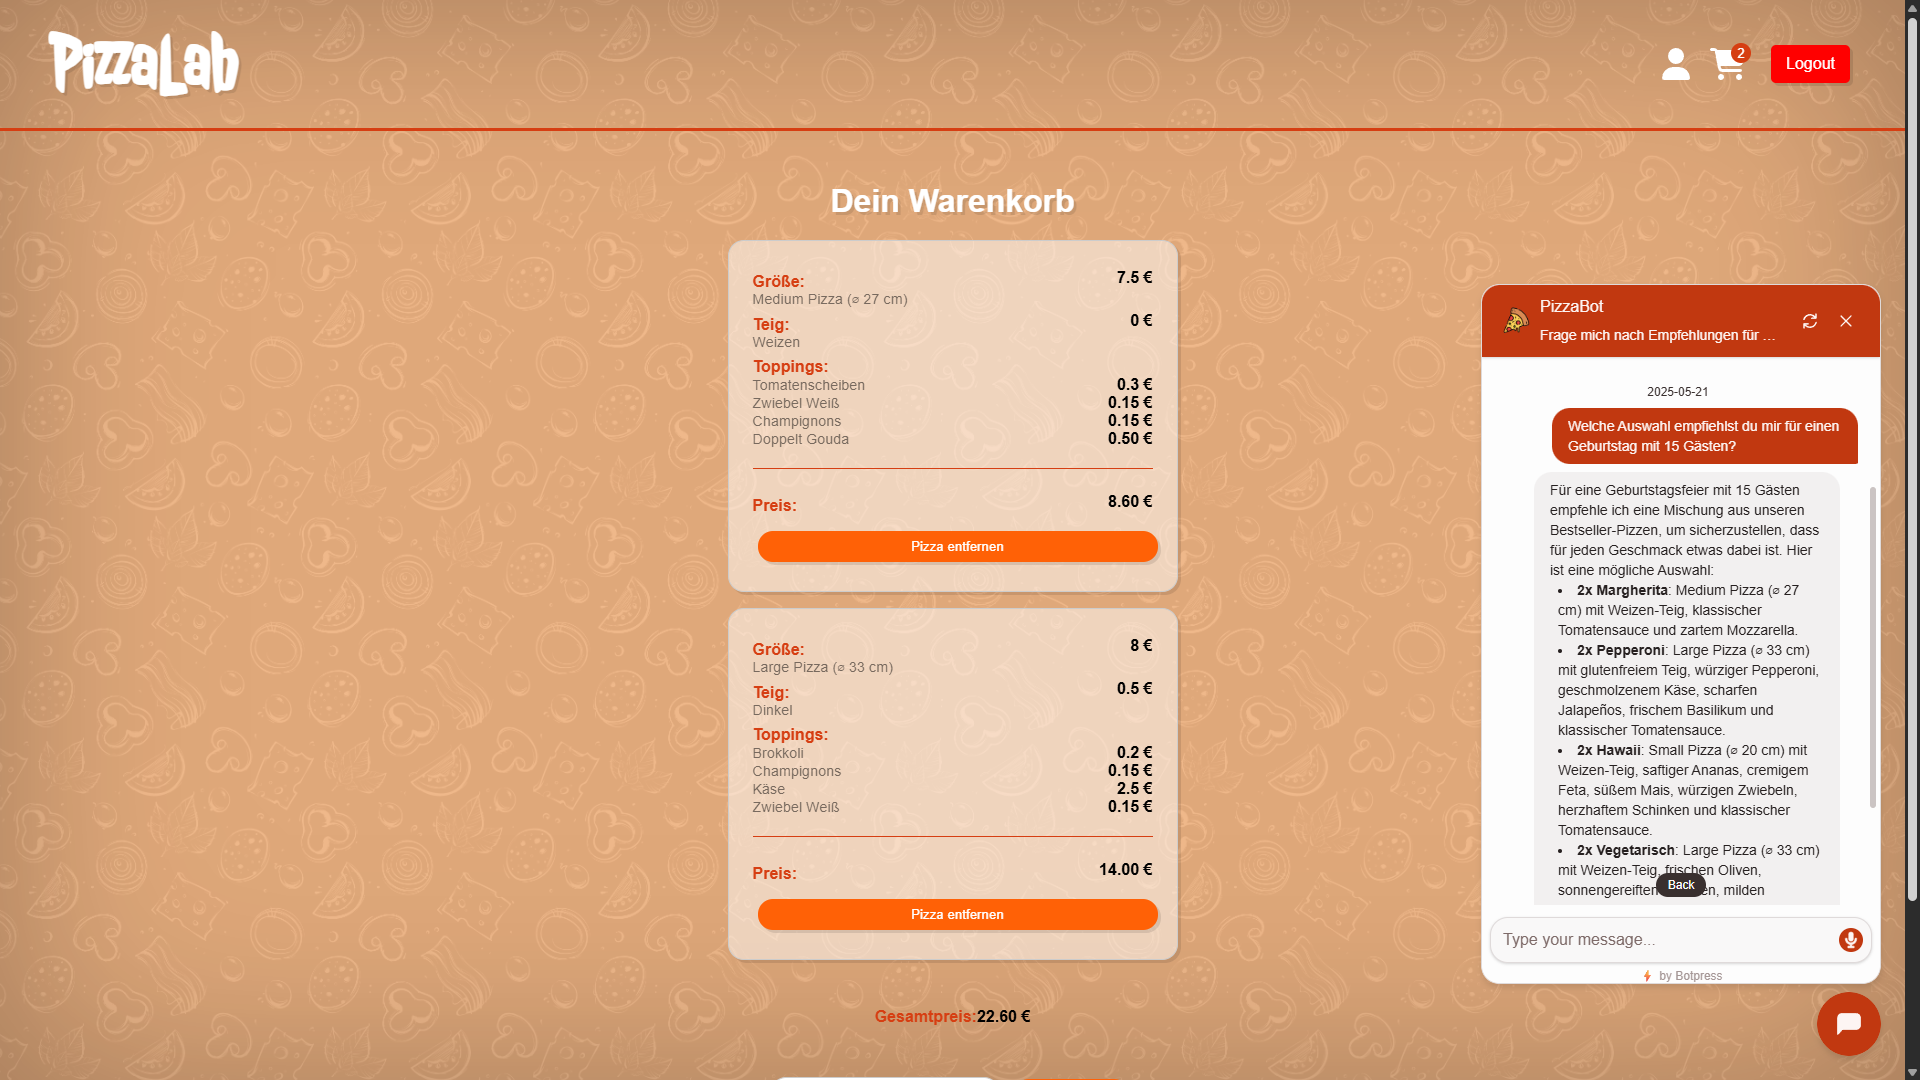 PizzaLab
2
Logout
Dein Warenkorb
Größe: 7.5 €
Medium Pizza (⌀ 27 cm)
Teig: 0 €
Weizen
Toppings:
Tomatenscheiben 0.3 €
Zwiebel Weiß 0.15 €
Champignons 0.15 €
Doppelt Gouda 0.50 €
Preis: 8.60 €
Pizza entfernen
Größe: 8 €
Large Pizza (⌀ 33 cm)
Teig: 0.5 €
Dinkel
Toppings:
Brokkoli 0.2 €
Champignons 0.15 €
Käse 2.5 €
Zwiebel Weiß 0.15 €
Preis: 14.00 €
Pizza entfernen
Gesamtpreis:22.60 €
PizzaBot
Frage mich nach Empfehlungen für ...
2025-05-21
Welche Auswahl empfiehlst du mir für einen
Geburtstag mit 15 Gästen?
Für eine Geburtstagsfeier mit 15 Gästen
empfehle ich eine Mischung aus unseren
Bestseller-Pizzen, um sicherzustellen, dass
für jeden Geschmack etwas dabei ist. Hier
ist eine mögliche Auswahl:
• 2x Margherita: Medium Pizza (⌀ 27
cm) mit Weizen-Teig, klassischer
Tomatensauce und zartem Mozzarella.
• 2x Pepperoni: Large Pizza (⌀ 33 cm)
mit glutenfreiem Teig, würziger Pepperoni,
geschmolzenem Käse, scharfen
Jalapeños, frischem Basilikum und
klassischer Tomatensauce.
• 2x Hawaii: Small Pizza (⌀ 20 cm) mit
Weizen-Teig, saftiger Ananas, cremigem
Feta, süßem Mais, würzigen Zwiebeln,
herzhaftem Schinken und klassischer
Tomatensauce.
• 2x Vegetarisch: Large Pizza (⌀ 33 cm)
mit Weizen-Teig, frischen Oliven,
sonnengereiften milden
Back
Type your message...
by Botpress